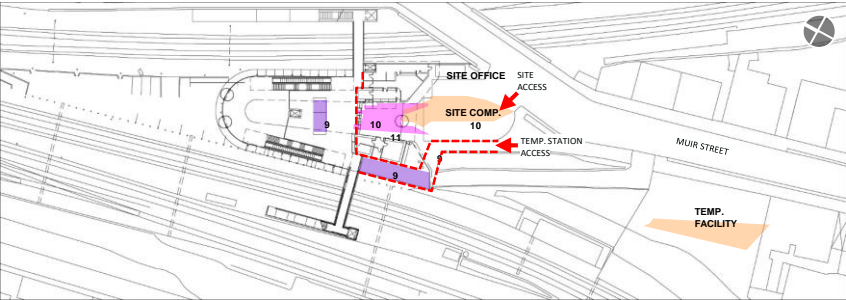 SITE OFFICE
SITE
ACCESS
SITE COMP.
10
9
10
11
TEMP. STATION
ACCESS
MUIR STREET
9
9
TEMP.
FACILITY